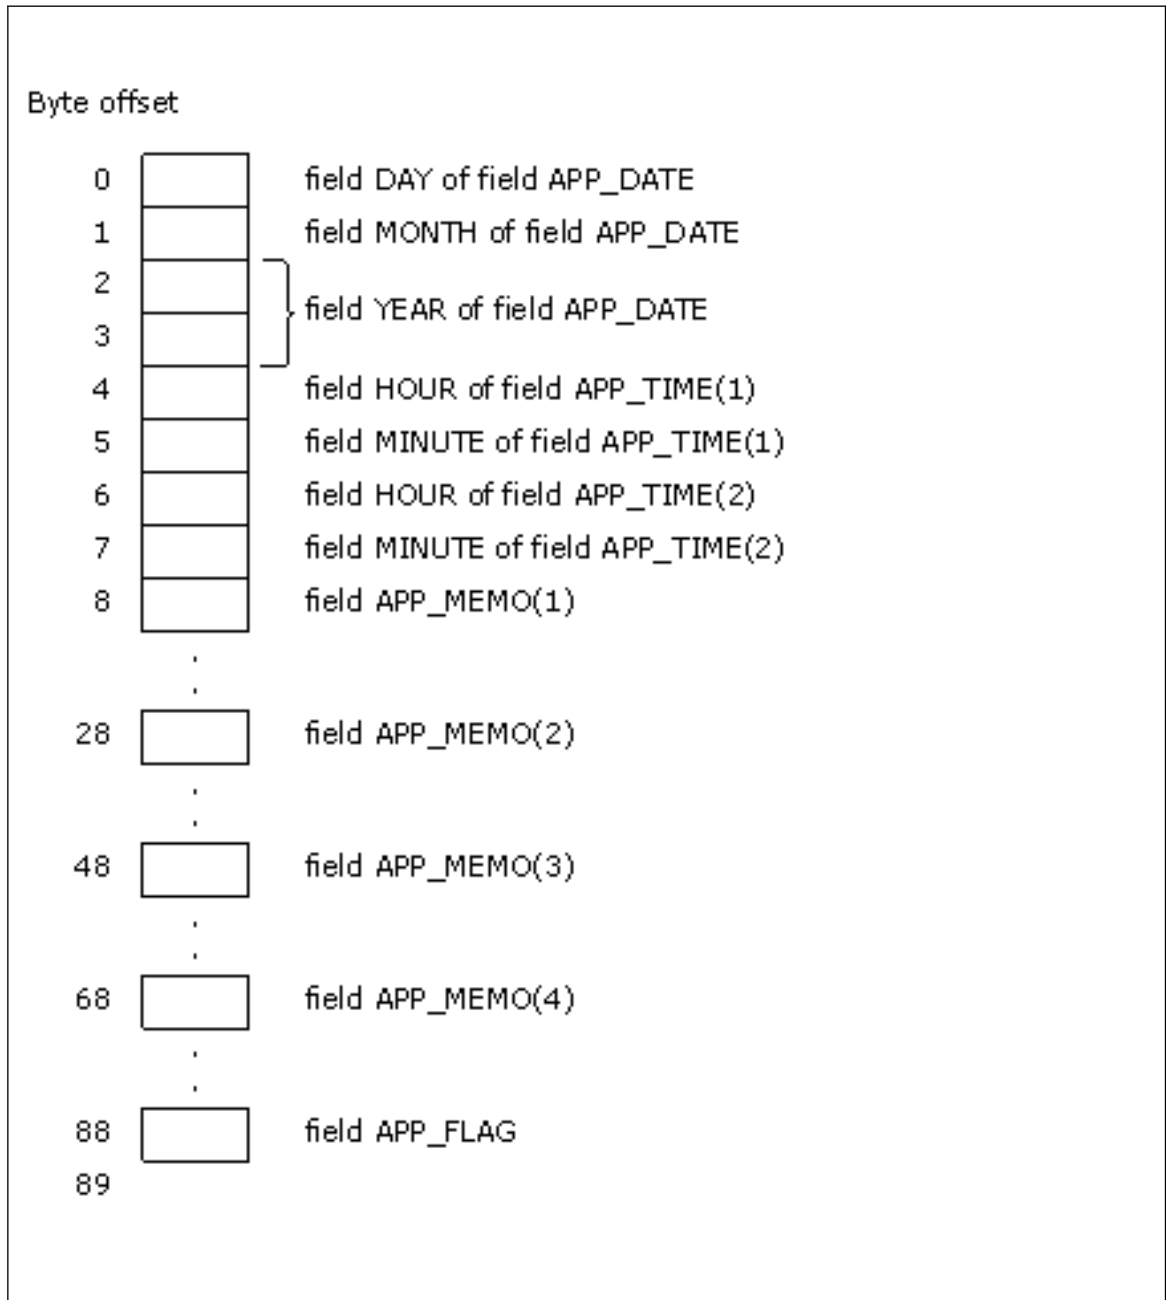 Byte offset
0 field DAY of field APP_DATE
1 field MONTH of field APP_DATE
2
field YEAR of field APP_DATE
3
4 field HOUR of field APP_TIME(1)
5 field MINUTE of field APP_TIME(1)
6 field HOUR of field APP_TIME(2)
7 field MINUTE of field APP_TIME(2)
8 field APP_MEMO(1)
28 field APP_MEMO(2)
48 field APP_MEMO(3)
68 field APP_MEMO(4)
88 field APP_FLAG
89